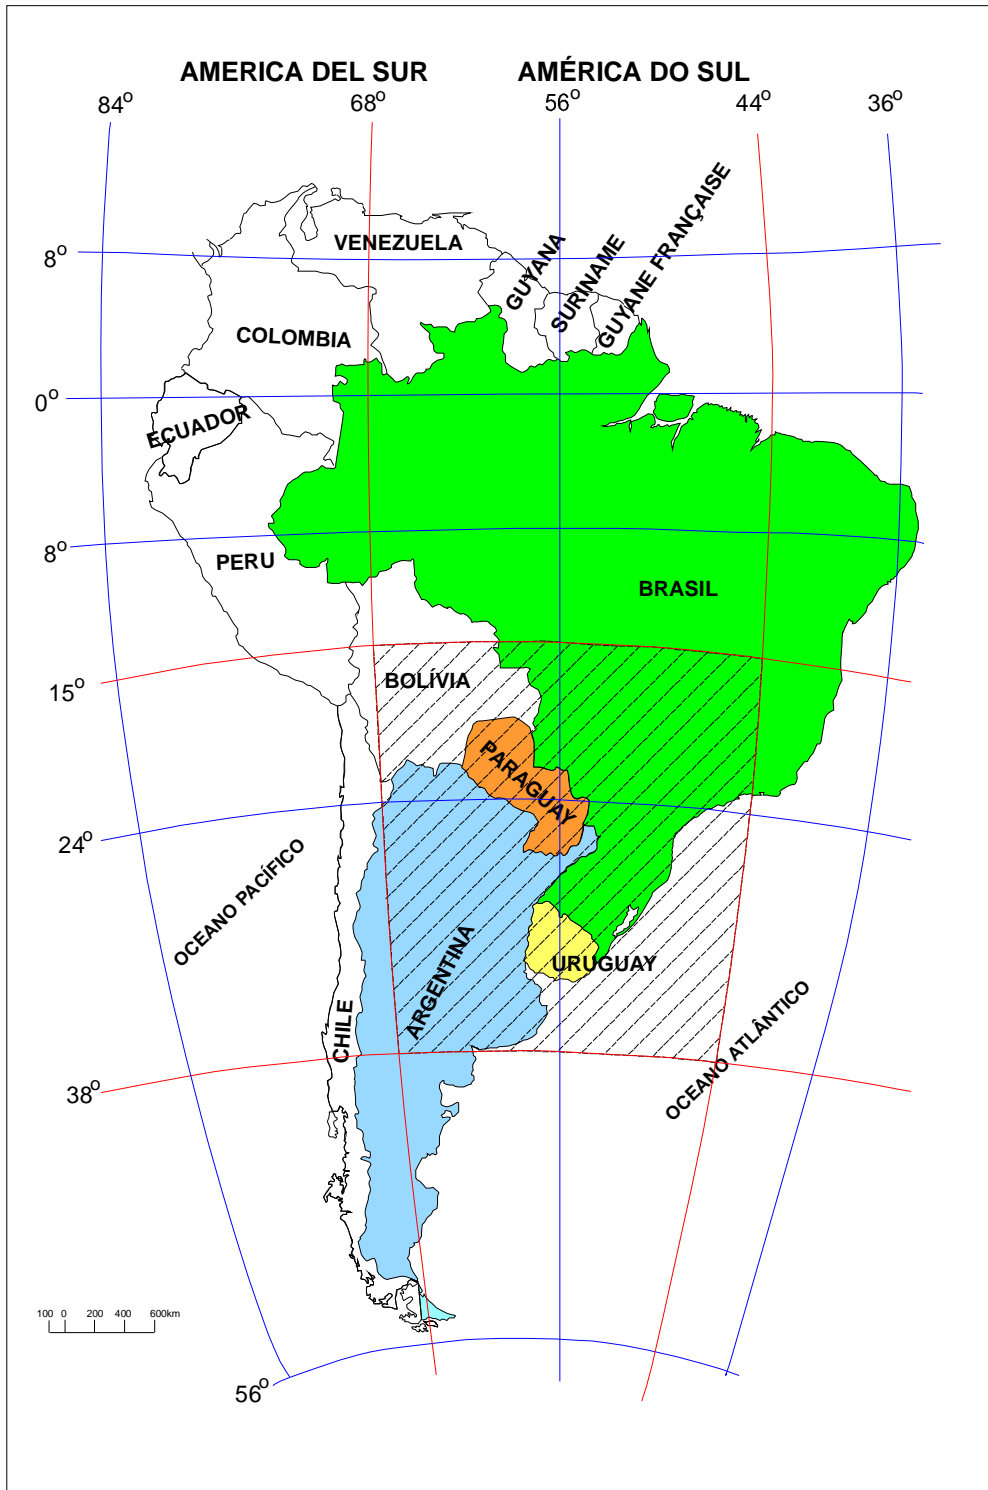 AMERICA DEL SUR
AMÉRICA DO SUL
84º
68º
56º
44º
36º
VENEZUELA
GUYANA
SURINAME
GUYANE FRANÇAISE
8º
COLOMBIA
0º
ECUADOR
8º
PERU
BRASIL
15º
BOLÍVIA
PARAGUAY
24º
OCEANO PACÍFICO
ARGENTINA
URUGUAY
CHILE
OCEANO ATLÂNTICO
38º
100 0 200 400 600km
56º